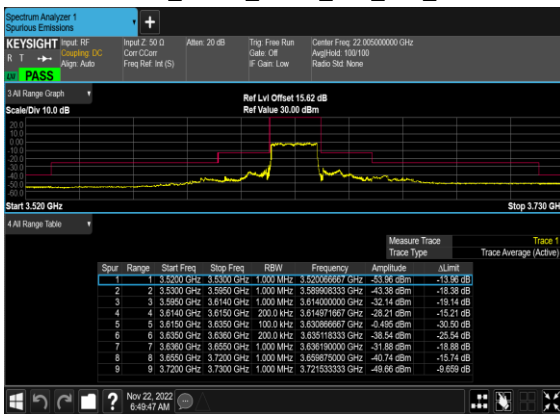 Spectrum Analyzer 1
Spurious Emissions
KEYSIGHT
R T
Input: RF
Coupling: DC
Align: Auto
Input Z: 50 Ω
Corr CCorr
Freq Ref: Int (S)
Atten: 20 dB
Trig: Free Run
Gate: Off
IF Gain: Low
Center Freq: 22.005000000 GHz
AvgHold: 100/100
Radio Std: None
PASS
3 All Range Graph
Ref Lvl Offset 15.62 dB
Scale/Div 10.0 dB
Ref Value 30.00 dBm
20.0
10.0
0.00
-10.0
-20.0
-30.0
-40.0
-50.0
-60.0
Start 3.520 GHz
Stop 3.730 GH
4 All Range Table
Measure Trace Trace 1
Trace Type Trace Average (Active)
Spur Range Start Freq Stop Freq RBW Frequency Amplitude ΔLimit
1 1 3.5200 GHz 3.5300 GHz 1.000 MHz 3.520066667 GHz -53.96 dBm -13.96 dB
2 2 3.5300 GHz 3.5950 GHz 1.000 MHz 3.589908333 GHz -43.38 dBm -18.38 dB
3 3 3.5950 GHz 3.6140 GHz 1.000 MHz 3.614000000 GHz -32.14 dBm -19.14 dB
4 4 3.6140 GHz 3.6150 GHz 200.0 kHz 3.614971667 GHz -28.21 dBm -15.21 dB
5 5 3.6150 GHz 3.6350 GHz 100.0 kHz 3.630866667 GHz -0.495 dBm -30.50 dB
6 6 3.6350 GHz 3.6360 GHz 200.0 kHz 3.635118333 GHz -38.54 dBm -25.54 dB
7 7 3.6360 GHz 3.6550 GHz 1.000 MHz 3.636190000 GHz -31.88 dBm -18.88 dB
8 8 3.6550 GHz 3.7200 GHz 1.000 MHz 3.659875000 GHz -40.74 dBm -15.74 dB
9 9 3.7200 GHz 3.7300 GHz 1.000 MHz 3.721533333 GHz -49.66 dBm -9.659 dB
Nov 22, 2022
6:49:47 AM